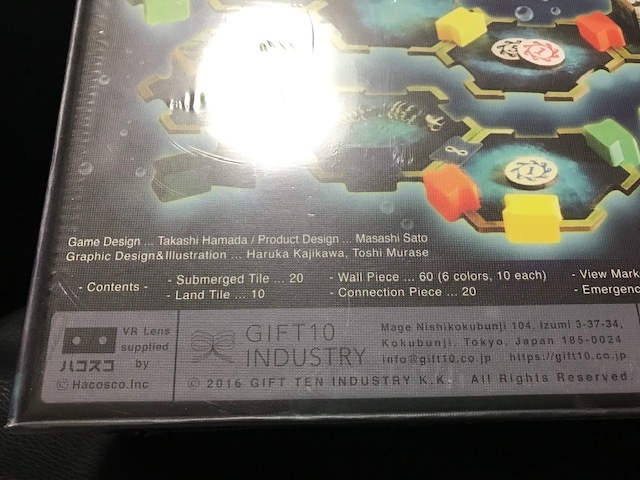 Game Design ... Takashi Hamada / Product Design ... Masashi Sato
Graphic Design&Illustration ... Haruka Kajikawa, Toshi Murase
- Contents -
- Submerged Tile ... 20
- Land Tile ... 10
- Wall Piece ... 60 (6 colors, 10 each)
- Connection Piece ... 20
- View Mark
- Emergenc
VR Lens
supplied
by
ハコスコ
© Hacosco.Inc
GIFT10
INDUSTRY
Mage Nishikokubunji 104, Izumi 3-37-34,
Kokubunji. Tokyo, Japan 185-0024
info@gift10.co.jp https://gift10.co.jp
© 2016 GIFT TEN INDUSTRY K.K. All Rights Reserved.